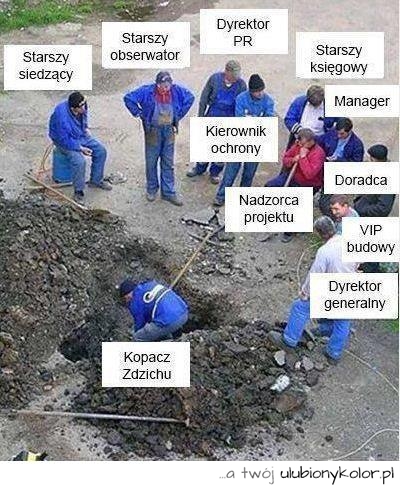 Dyrektor
PR
Starszy
obserwator
Starszy
siedzący
Starszy
księgowy
Manager
Kierownik
ochrony
Doradca
Nadzorca
projektu
VIP
budowy
Dyrektor
generalny
Kopacz
Zdzichu
...a twój ulubionykolor.pl